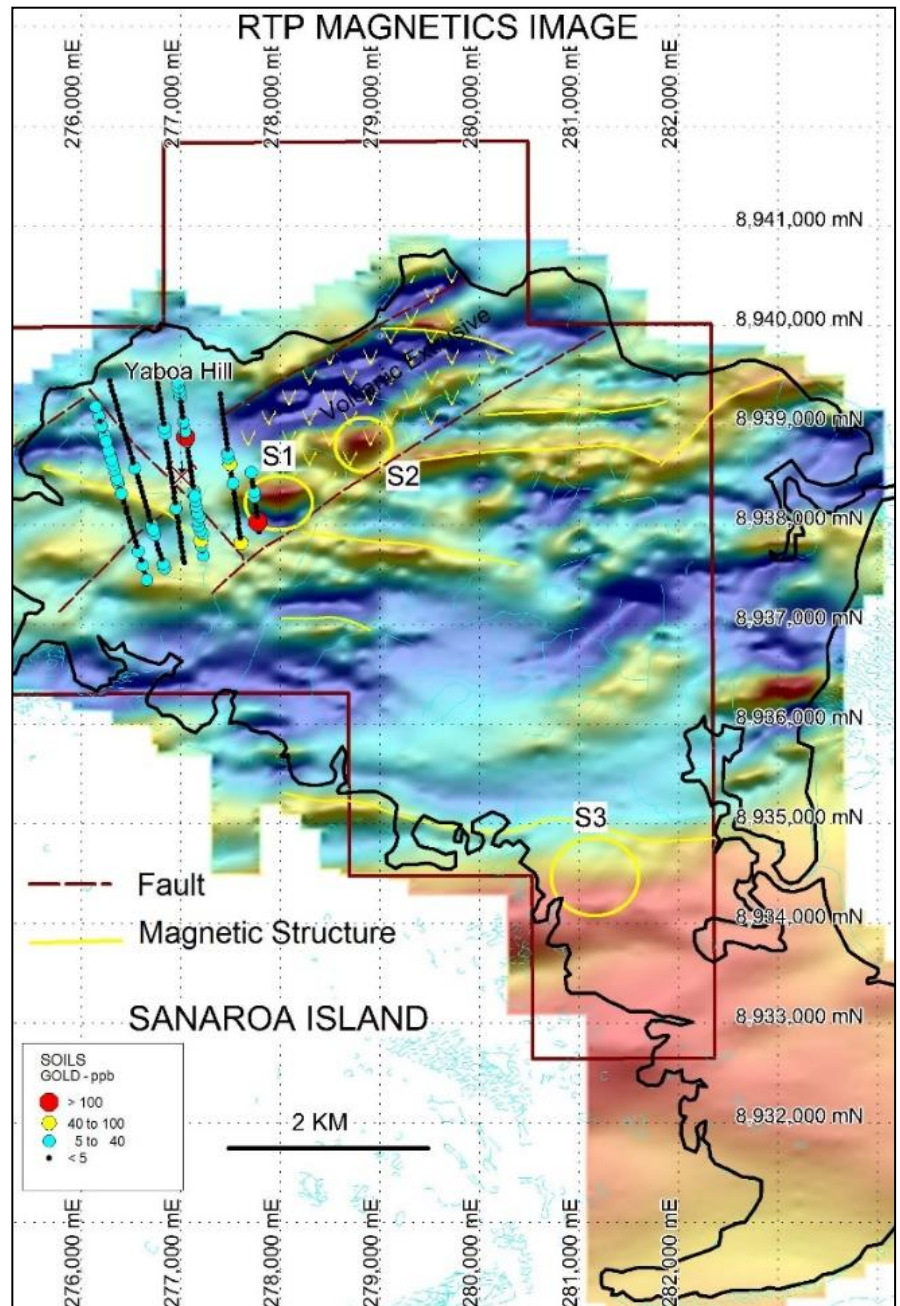 RTP MAGNETICS IMAGE
276,000 mE
277,000 mE
278,000 mE
279,000 mE
280,000 mE
281,000 mE
282,000 mE
8,941,000 mN
8,940,000 mN
Volcanic Extrusive
Yaboa Hill
8,939,000 mN
S1
S2
8,938,000 mN
8,937,000 mN
8,936,000 mN
8,935,000 mN
S3
Fault
8,934,000 mN
Magnetic Structure
SANAROA ISLAND
8,933,000 mN
SOILS
GOLD - ppb
> 100
40 to 100
5 to 40
< 5
2 KM
8,932,000 mN
276,000 mE
277,000 mE
278,000 mE
279,000 mE
280,000 mE
281,000 mE
282,000 mE